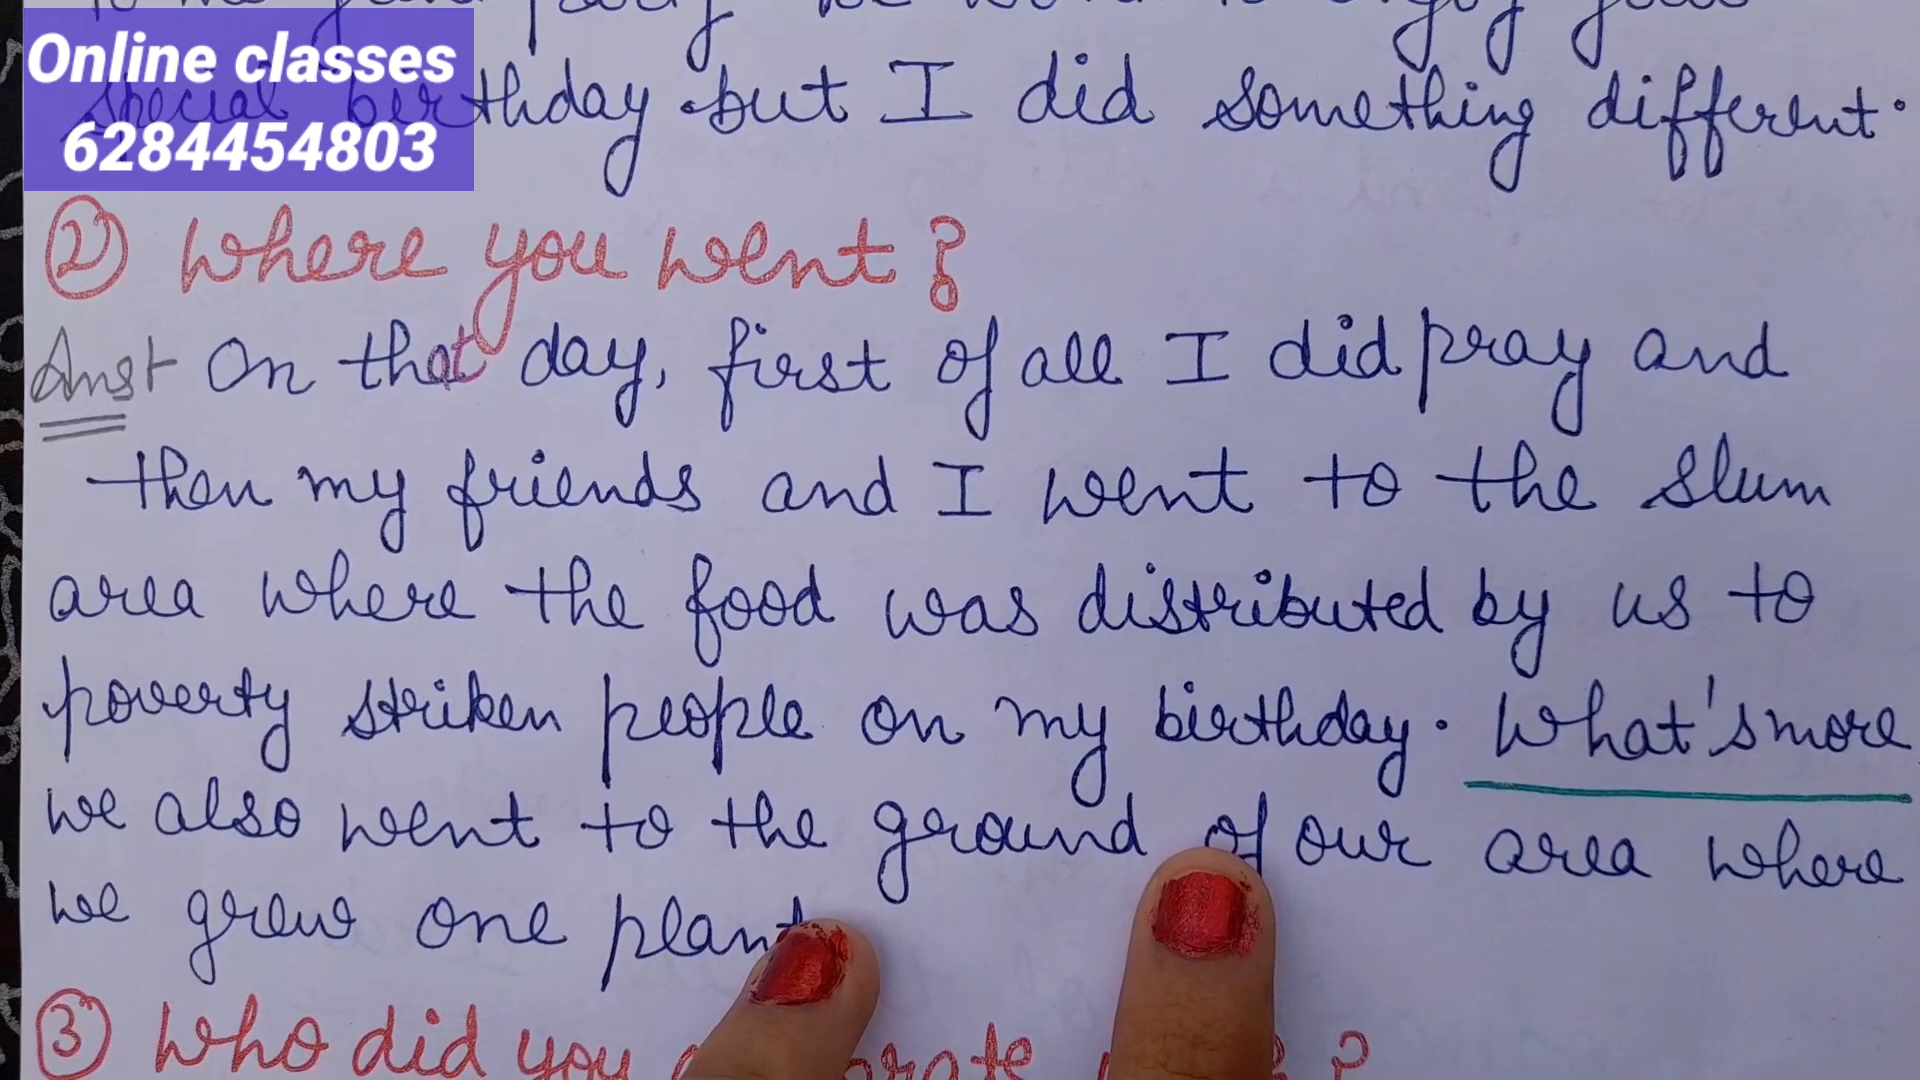 Online classes
6284454803
special birthday but I did something different.
② Where you went?
Ans+ On that day, first of all I did pray and
then my friends and I went to the slum
area where the food was distributed by us to
poverty striken people on my birthday. What's more,
we also went to the ground of our area where
we grew one plant
③ Who did you